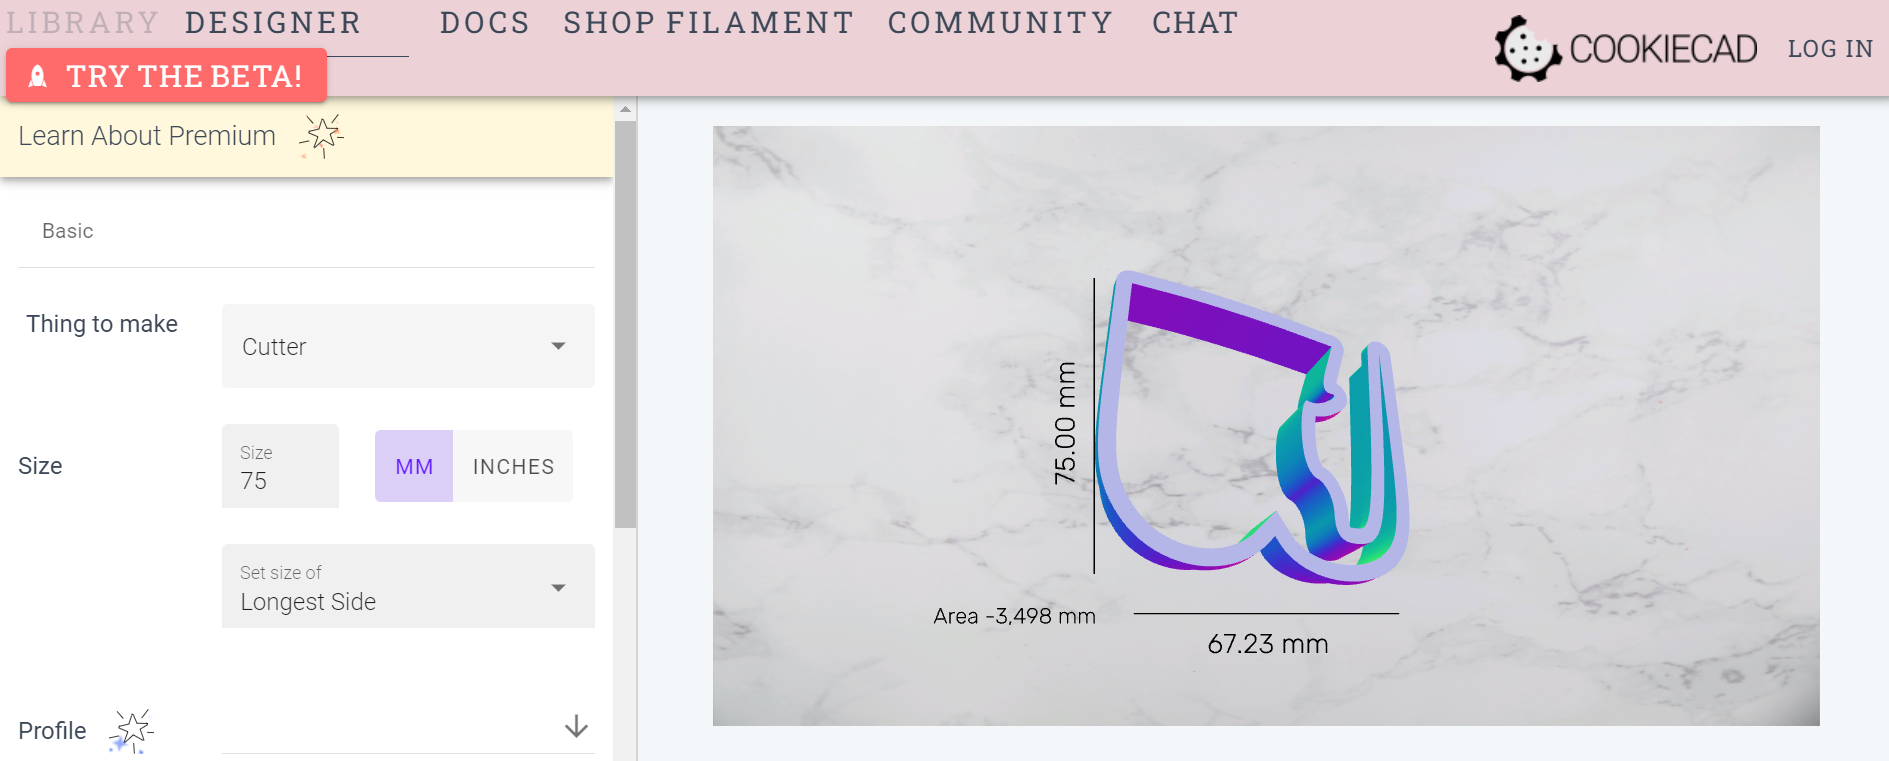 LIBRARY DESIGNER DOCS SHOP FILAMENT COMMUNITY CHAT
COOKIECAD LOG IN
TRY THE BETA!
Learn About Premium
Basic
Thing to make
Cutter
Size
Size
75
MM INCHES
Set size of
Longest Side
Profile
75.00 mm
Area -3,498 mm
67.23 mm